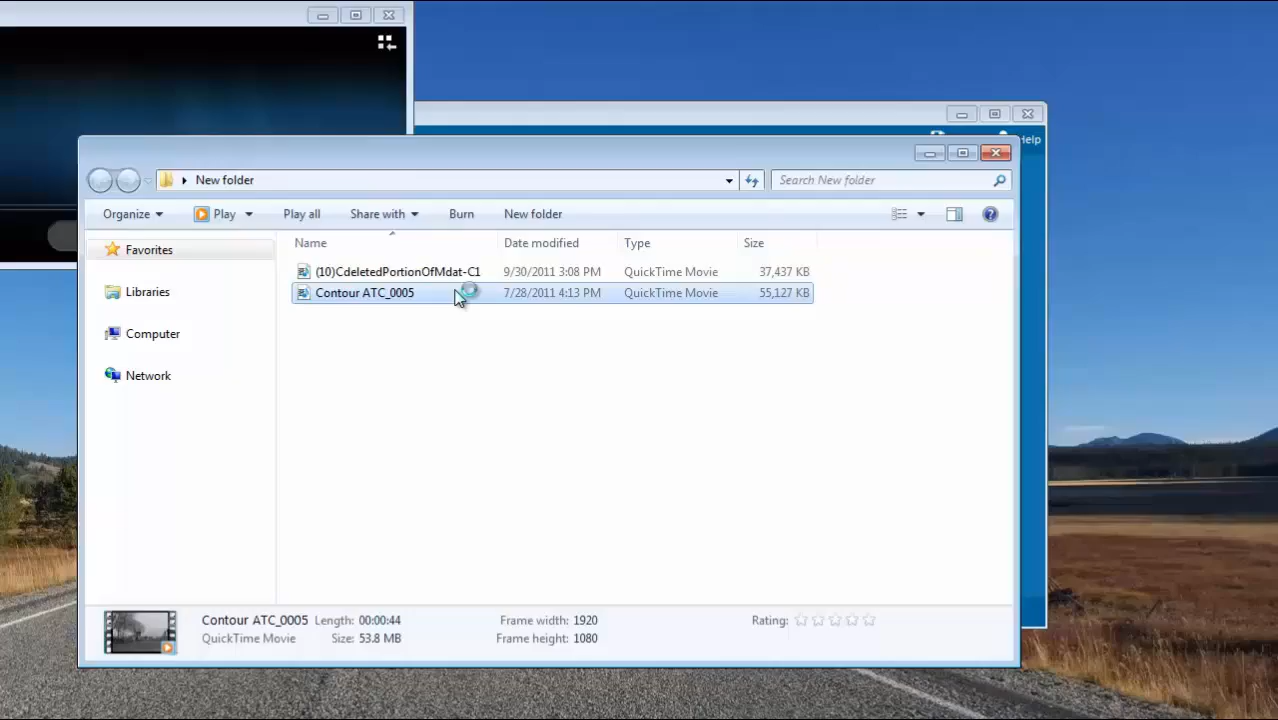 Help
New folder
Search New folder
Organize Play Play all Share with Burn New folder
Favorites
Libraries
Computer
Network
Name Date modified Type Size
(10)CdeletedPortionOfMdat-C1 9/30/2011 3:08 PM QuickTime Movie 37,437 KB
Contour ATC_0005 7/28/2011 4:13 PM QuickTime Movie 55,127 KB
Contour ATC_0005 Length: 00:00:44 Frame width: 1920 Rating:
QuickTime Movie Size: 53.8 MB Frame height: 1080